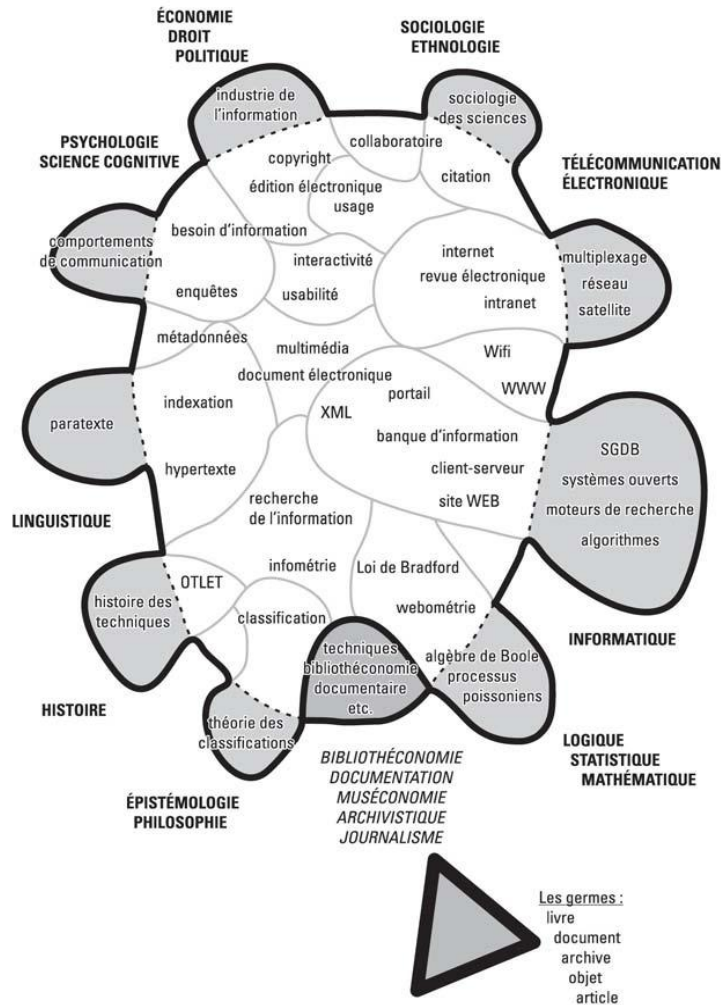 ÉCONOMIE
DROIT
POLITIQUE
SOCIOLOGIE
ETHNOLOGIE
industrie de
l'information
sociologie
des sciences
PSYCHOLOGIE
SCIENCE COGNITIVE
collaboratoire
copyright
citation
TÉLÉCOMMUNICATION
ÉLECTRONIQUE
édition électronique
usage
besoin d'information
comportements
de communication
interactivité
internet
revue électronique
intranet
multiplexage
réseau
satellite
enquêtes
usabilité
métadonnées
multimédia
document électronique
Wifi
WWW
portail
XML
indexation
paratexte
banque d'information
client-serveur
site WEB
SGDB
systèmes ouverts
moteurs de recherche
algorithmes
hypertexte
recherche
de l'information
LINGUISTIQUE
infométrie
Loi de Bradford
OTLET
histoire des
techniques
classification
webométrie
INFORMATIQUE
techniques
bibliothéconomie
documentaire
etc.
algèbre de Boole
processus
poissoniens
HISTOIRE
théorie des
classifications
LOGIQUE
STATISTIQUE
MATHÉMATIQUE
ÉPISTÉMOLOGIE
PHILOSOPHIE
BIBLIOTHÉCONOMIE
DOCUMENTATION
MUSÉCONOMIE
ARCHIVISTIQUE
JOURNALISME
Les germes :
livre
document
archive
objet
article